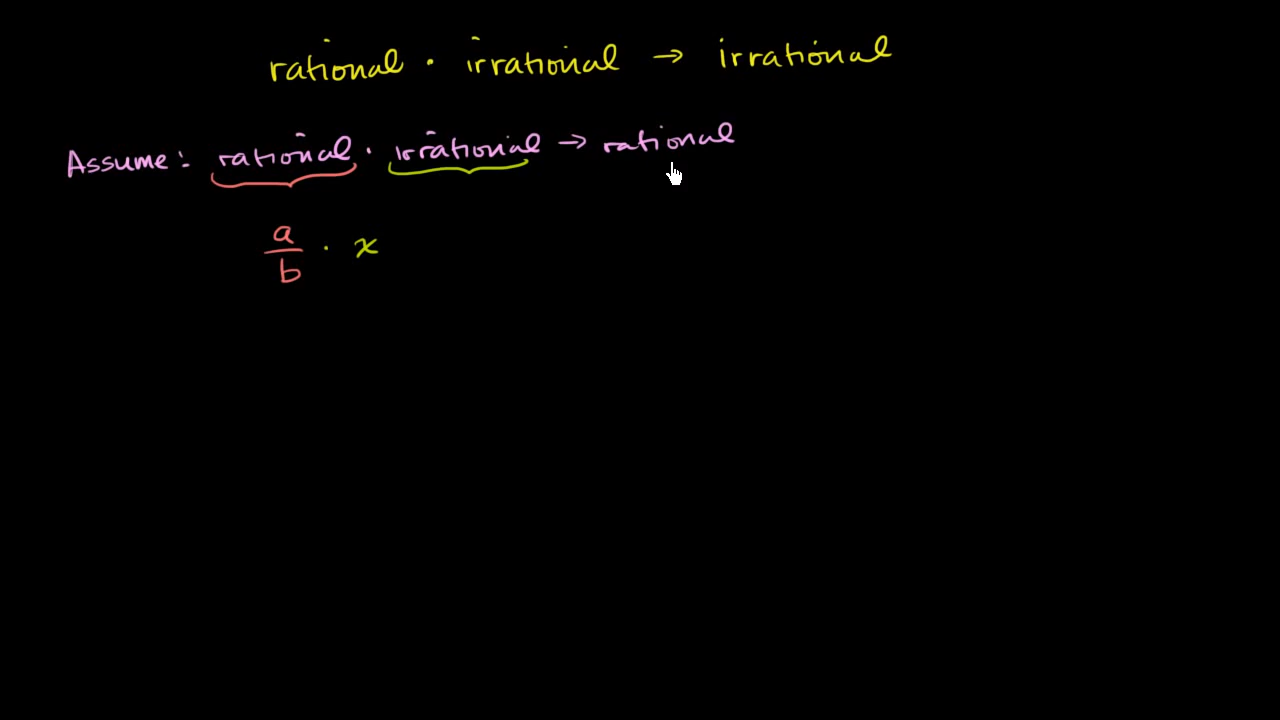 rational · irrational → irrational
Assume: rational · irrational → rational
a
b · x